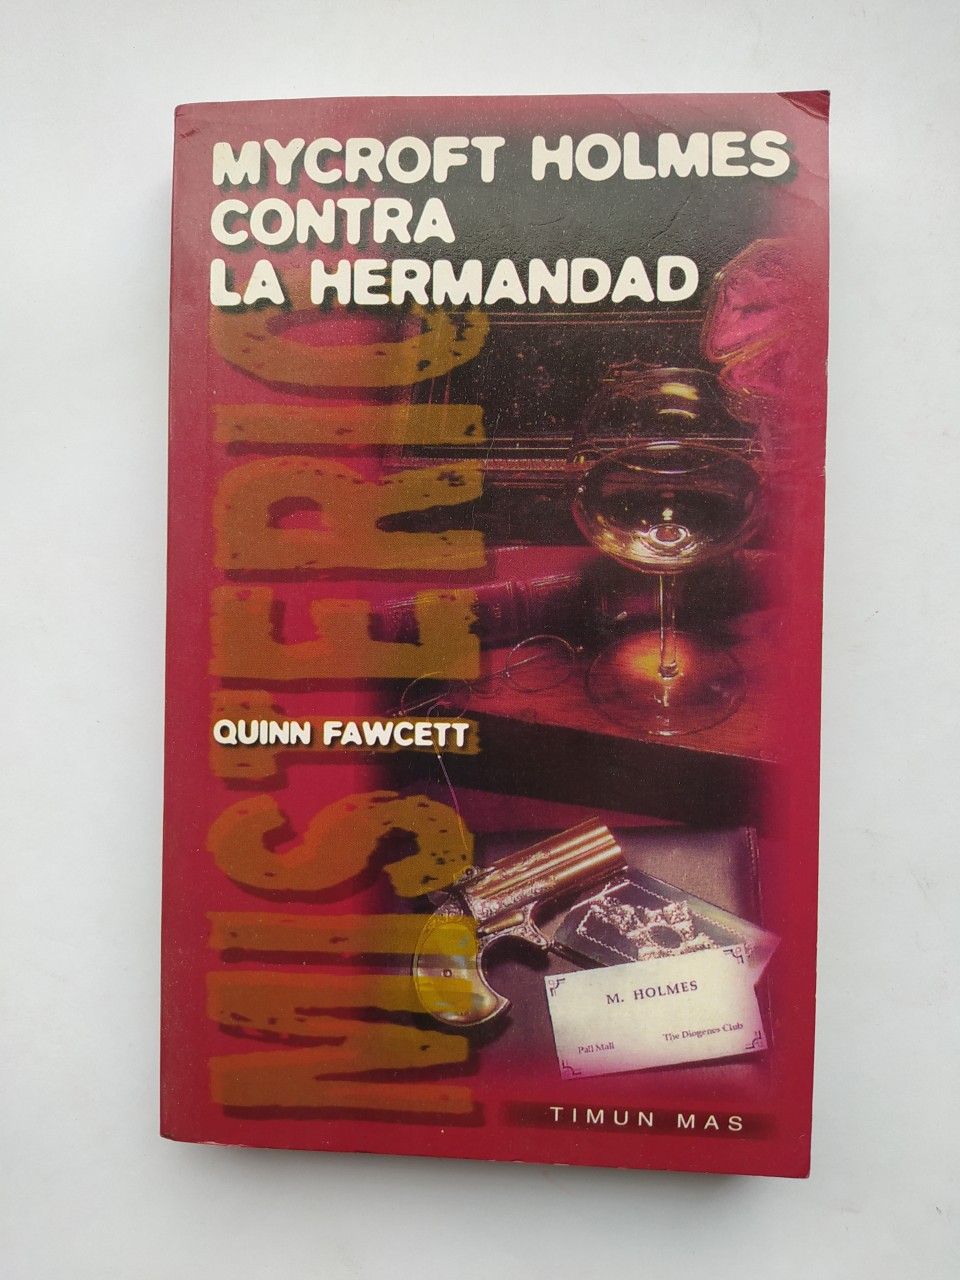 MYCROFT HOLMES
CONTRA
LA HERMANDAD
MISTERIO
QUINN FAWCETT
M. HOLMES
Pall Mall
The Diogenes Club
TIMUN MAS